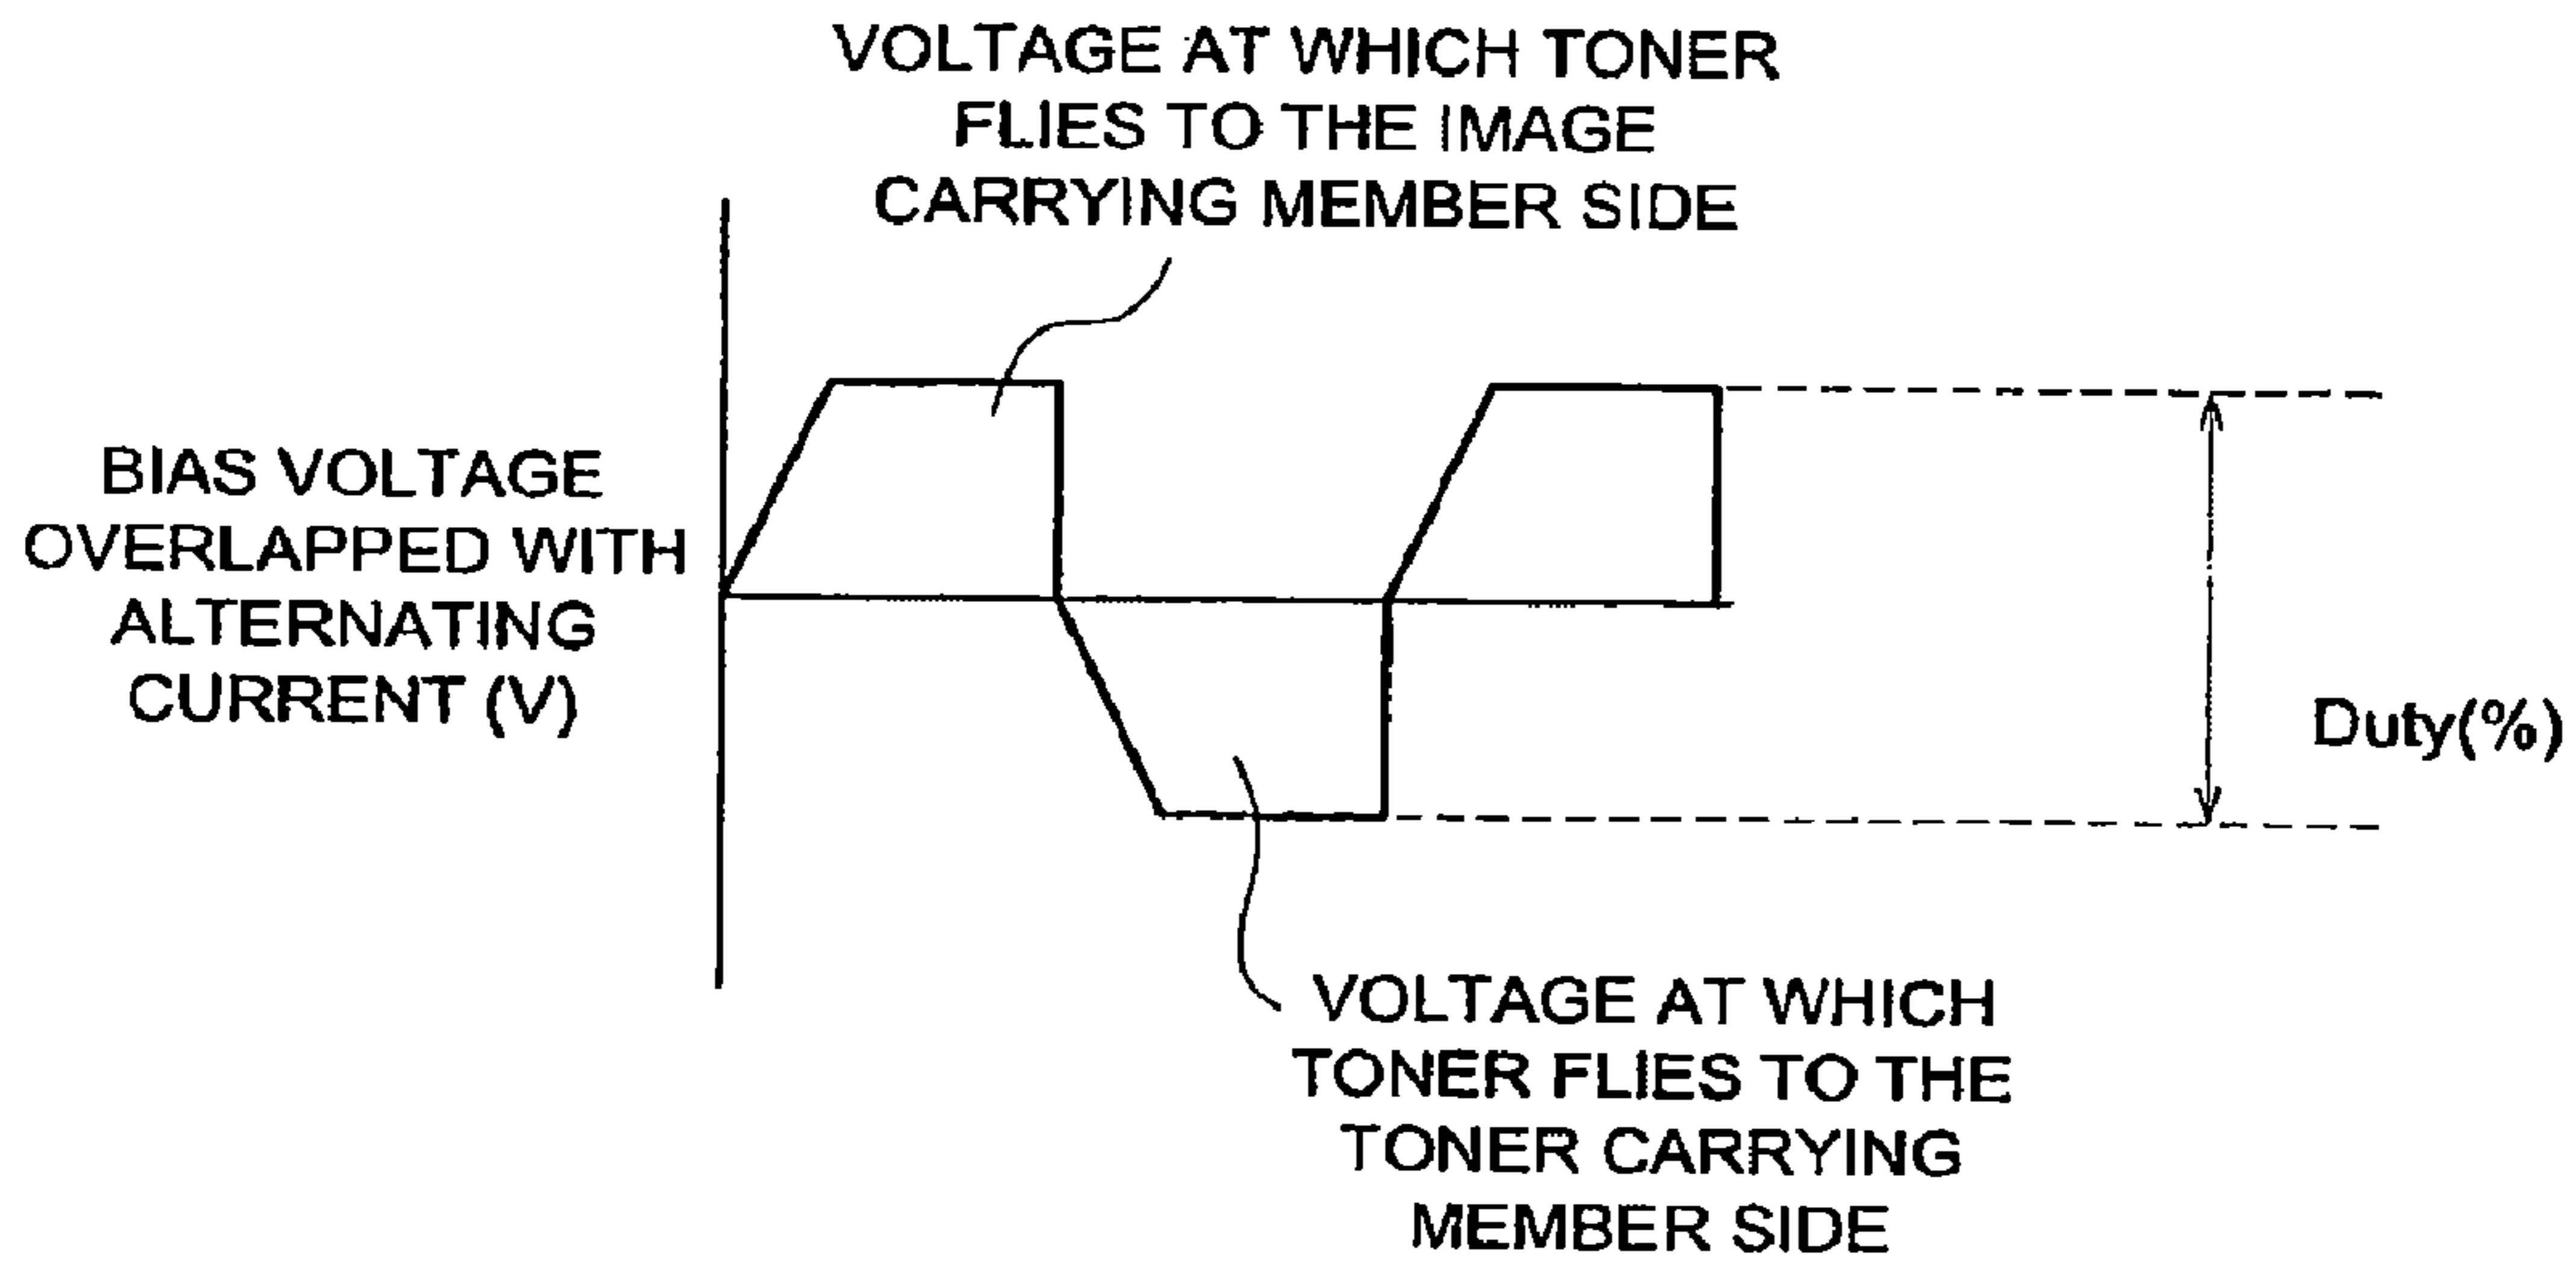 VOLTAGE AT WHICH TONER
FLIES TO THE IMAGE
CARRYING MEMBER SIDE
BIAS VOLTAGE
OVERLAPPED WITH
ALTERNATING
CURRENT (V)
Duty(%)
VOLTAGE AT WHICH
TONER FLIES TO THE
TONER CARRYING
MEMBER SIDE